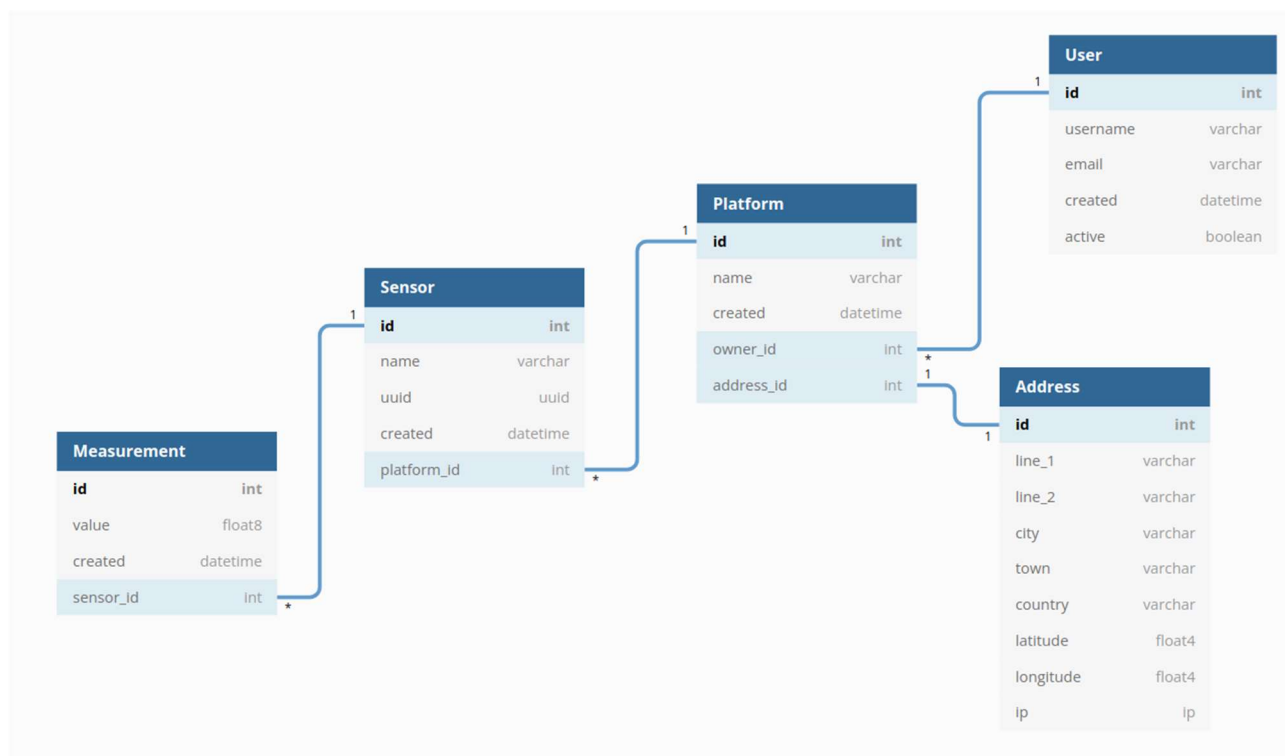 User
1
id int
username varchar
email varchar
created datetime
active boolean
Platform
1
id int
name varchar
created datetime
owner_id int
*
address_id int
1
Sensor
1
id int
name varchar
uuid uuid
created datetime
platform_id int
*
Measurement
id int
value float8
created datetime
sensor_id int
*
Address
1
id int
line_1 varchar
line_2 varchar
city varchar
town varchar
country varchar
latitude float4
longitude float4
ip ip